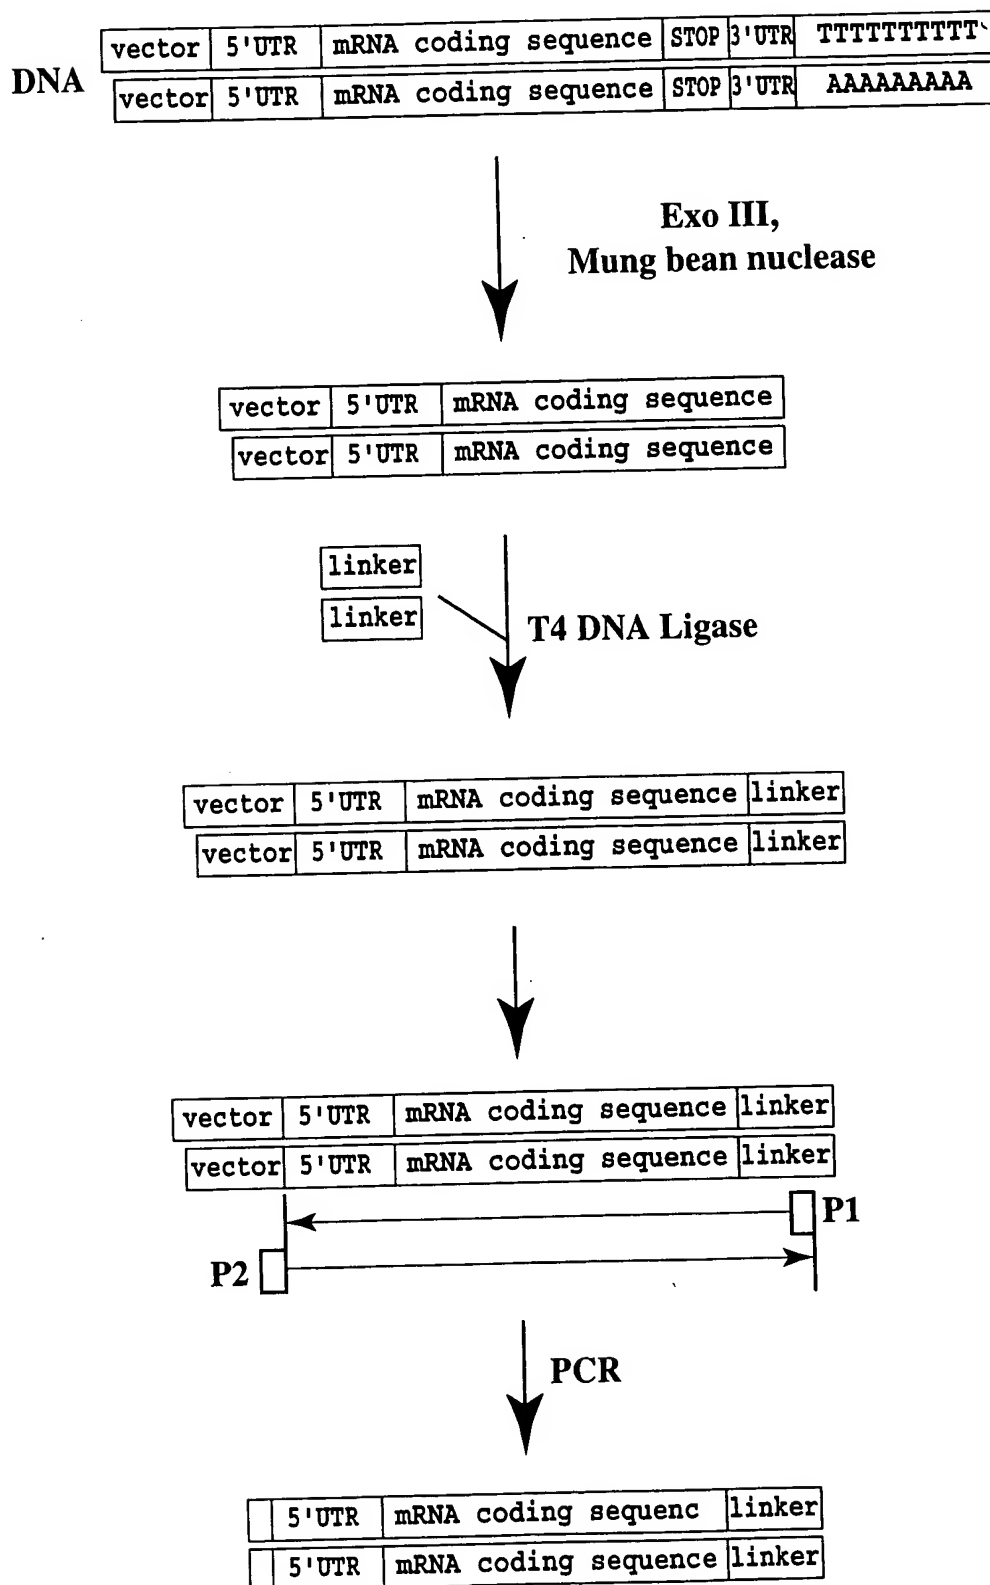 vector 5'UTR mRNA coding sequence STOP 3'UTR TTTTTTTTTT
DNA
vector 5'UTR mRNA coding sequence STOP 3'UTR AAAAAAAAA
Exo III,
Mung bean nuclease
vector 5'UTR mRNA coding sequence
vector 5'UTR mRNA coding sequence
linker
linker
T4 DNA Ligase
vector 5'UTR mRNA coding sequence linker
vector 5'UTR mRNA coding sequence linker
vector 5'UTR mRNA coding sequence linker
vector 5'UTR mRNA coding sequence linker
P1
P2
PCR
5'UTR mRNA coding sequenc linker
5'UTR mRNA coding sequence linker